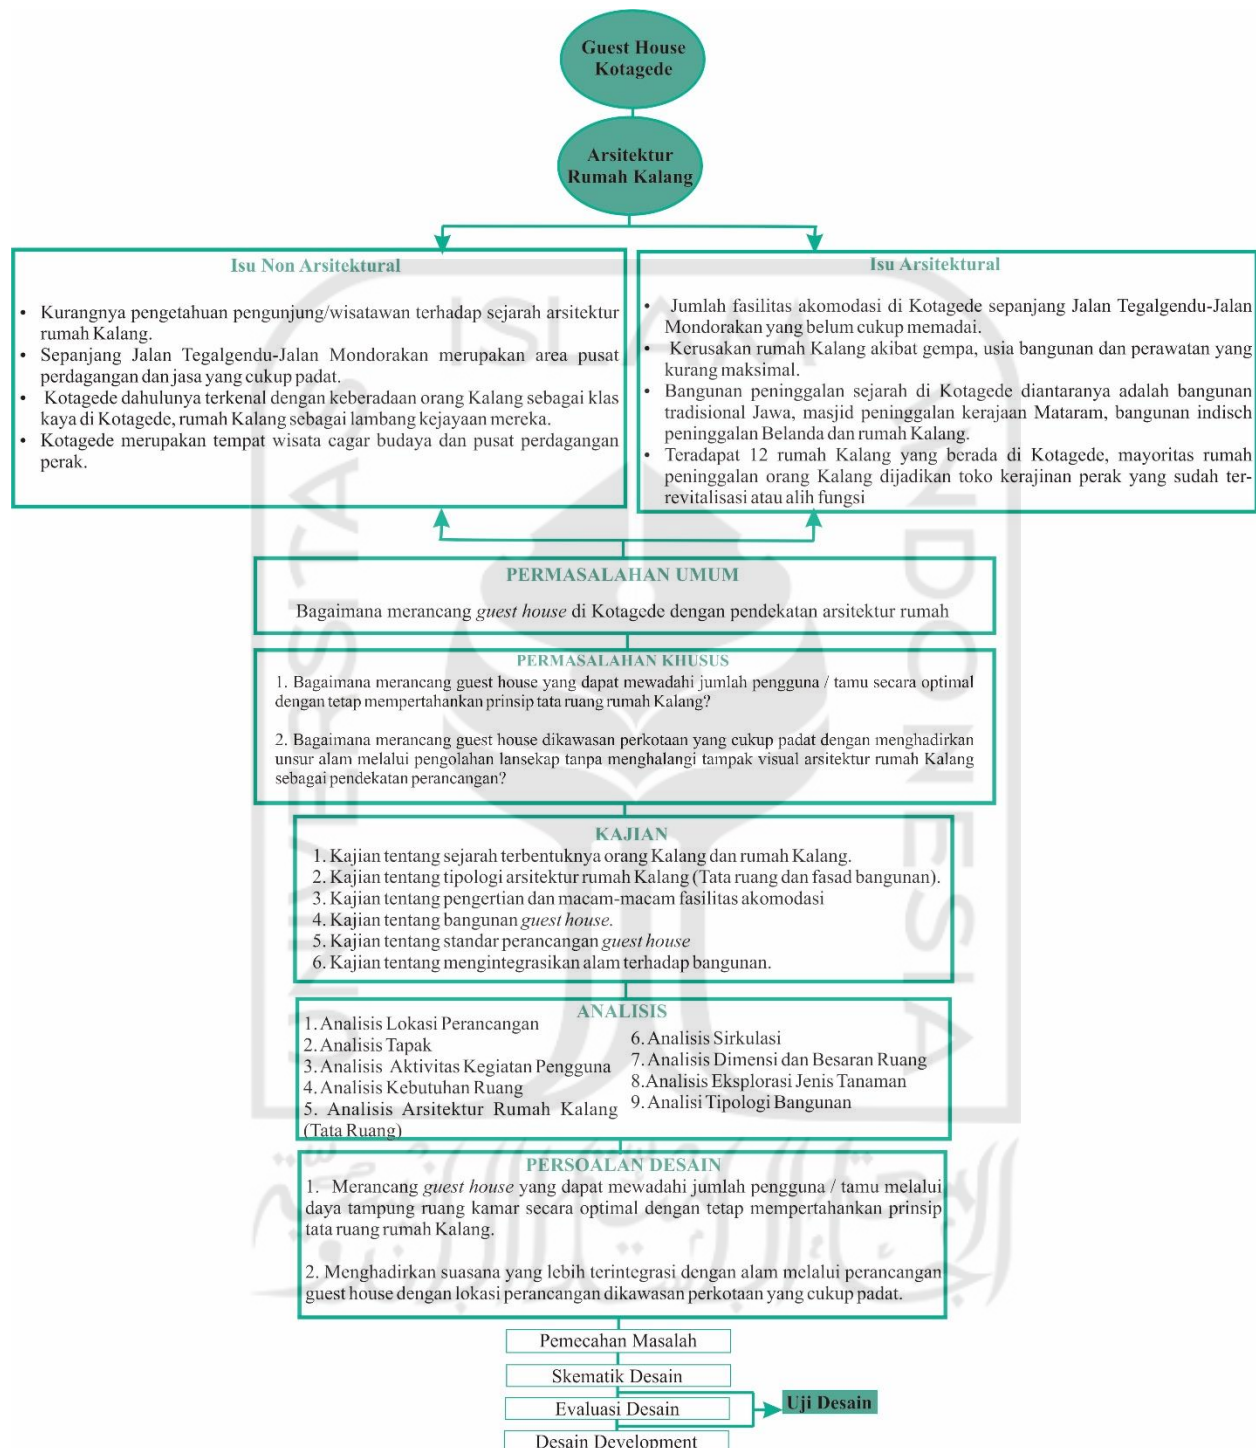 Guest House
Kotagede
Arsitektur
Rumah Kalang
Isu Non Arsitektural
• Kurangnya pengetahuan pengunjung/wisatawan terhadap sejarah arsitektur
rumah Kalang.
• Sepanjang Jalan Tegalgendu-Jalan Mondorakan merupakan area pusat
perdagangan dan jasa yang cukup padat.
• Kotagede dahulunya terkenal dengan keberadaan orang Kalang sebagai klas
kaya di Kotagede, rumah Kalang sebagai lambang kejayaan mereka.
• Kotagede merupakan tempat wisata cagar budaya dan pusat perdagangan
perak.
Isu Arsitektural
• Jumlah fasilitas akomodasi di Kotagede sepanjang Jalan Tegalgendu-Jalan
Mondorakan yang belum cukup memadai.
• Kerusakan rumah Kalang akibat gempa, usia bangunan dan perawatan yang
kurang maksimal.
• Bangunan peninggalan sejarah di Kotagede diantaranya adalah bangunan
tradisional Jawa, masjid peninggalan kerajaan Mataram, bangunan indisch
peninggalan Belanda dan rumah Kalang.
• Teradapat 12 rumah Kalang yang berada di Kotagede, mayoritas rumah
peninggalan orang Kalang dijadikan toko kerajinan perak yang sudah ter-
revitalisasi atau alih fungsi
PERMASALAHAN UMUM
Bagaimana merancang guest house di Kotagede dengan pendekatan arsitektur rumah
PERMASALAHAN KHUSUS
1. Bagaimana merancang guest house yang dapat mewadahi jumlah pengguna / tamu secara optimal
dengan tetap mempertahankan prinsip tata ruang rumah Kalang?
2. Bagaimana merancang guest house dikawasan perkotaan yang cukup padat dengan menghadirkan
unsur alam melalui pengolahan lansekap tanpa menghalangi tampak visual arsitektur rumah Kalang
sebagai pendekatan perancangan?
KAJIAN
1. Kajian tentang sejarah terbentuknya orang Kalang dan rumah Kalang.
2. Kajian tentang tipologi arsitektur rumah Kalang (Tata ruang dan fasad bangunan).
3. Kajian tentang pengertian dan macam-macam fasilitas akomodasi
4. Kajian tentang bangunan guest house.
5. Kajian tentang standar perancangan guest house
6. Kajian tentang mengintegrasikan alam terhadap bangunan.
ANALISIS
1. Analisis Lokasi Perancangan
2. Analisis Tapak
3. Analisis Aktivitas Kegiatan Pengguna
4. Analisis Kebutuhan Ruang
5. Analisis Arsitektur Rumah Kalang
(Tata Ruang)
6. Analisis Sirkulasi
7. Analisis Dimensi dan Besaran Ruang
8. Analisis Eksplorasi Jenis Tanaman
9. Analisi Tipologi Bangunan
PERSOALAN DESAIN
1. Merancang guest house yang dapat mewadahi jumlah pengguna / tamu melalui
daya tampung ruang kamar secara optimal dengan tetap mempertahankan prinsip
tata ruang rumah Kalang.
2. Menghadirkan suasana yang lebih terintegrasi dengan alam melalui perancangan
guest house dengan lokasi perancangan dikawasan perkotaan yang cukup padat.
Pemecahan Masalah
Skematik Desain
Evaluasi Desain
Uji Desain
Desain Development
UNIVERSITAS
ISLAM
INDONESIA